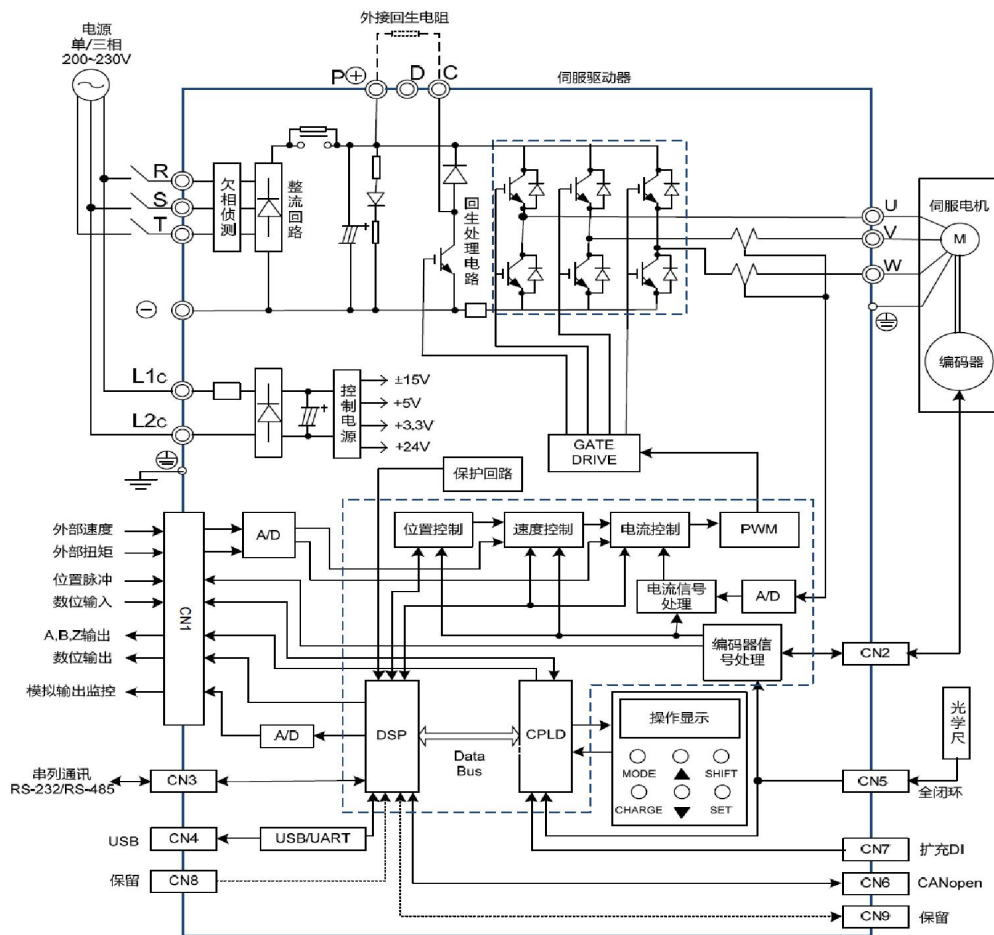 外接回生电阻
电源
单/三相
200~230V
P⊕
D
C
伺服驱动器
R
S
T
欠相侦测
整流回路
回生处理电路
U
V
W
伺服电机
M
编码器
⊖
L1c
L2c
控制电源
±15V
+5V
+3.3V
+24V
GATE
DRIVE
保护回路
外部速度
外部扭矩
位置脉冲
数位输入
A,B,Z输出
数位输出
模拟输出监控
CN1
A/D
位置控制
速度控制
电流控制
PWM
电流信号
处理
A/D
编码器信
号处理
CN2
A/D
DSP
Data
Bus
CPLD
操作显示
MODE
▲
SHIFT
CHARGE
▼
SET
光学尺
串列通讯
RS-232/RS-485
CN3
CN5
全闭环
USB
CN4
USB/UART
CN7
扩充DI
保留
CN8
CN6
CANopen
CN9
保留